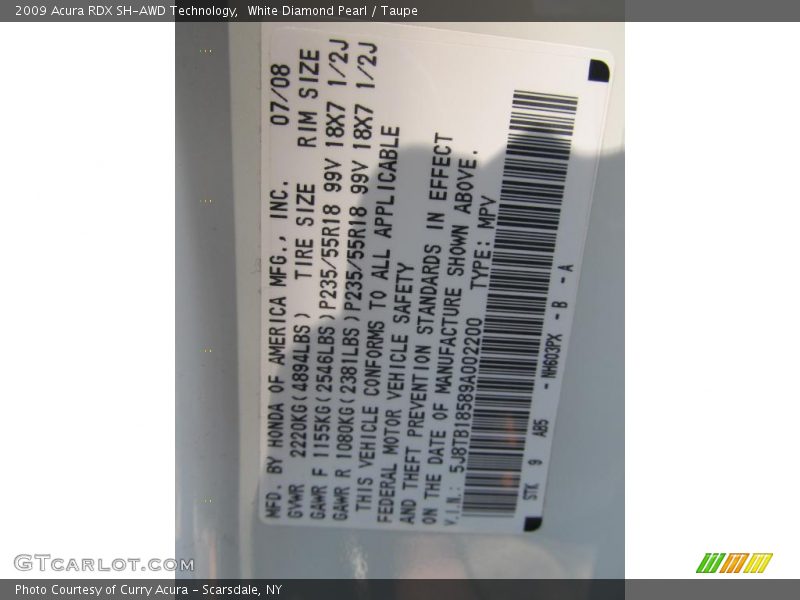 2009 Acura RDX SH-AWD Technology, White Diamond Pearl / Taupe
MFD. BY HONDA OF AMERICA MFG., INC. 07/08
GVWR 2220KG(4894LBS) TIRE SIZE RIM SIZE
GAWR F 1155KG(2546LBS)P235/55R18 99V 18X7 1/2J
GAWR R 1080KG(2381LBS)P235/55R18 99V 18X7 1/2J
THIS VEHICLE CONFORMS TO ALL APPLICABLE
FEDERAL MOTOR VEHICLE SAFETY
AND THEFT PREVENTION STANDARDS IN EFFECT
ON THE DATE OF MANUFACTURE SHOWN ABOVE.
V.I.N.: 5J8TB18589A002200 TYPE: MPV
STK 9 AB5 - NH603PX - B - A
GTCARLOT.COM
Photo Courtesy of Curry Acura - Scarsdale, NY